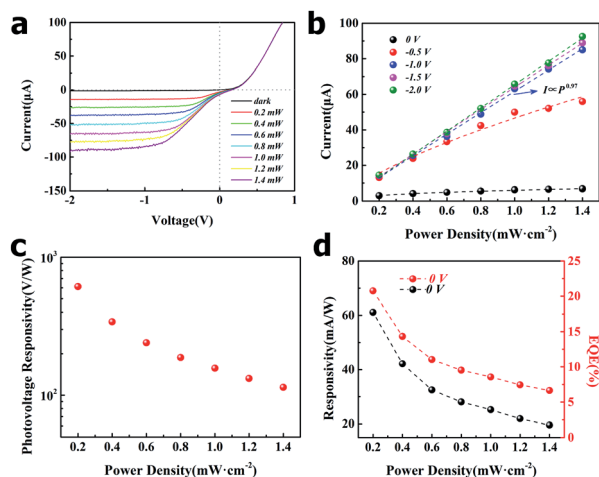 a
100
50
0
-50
-100
-150
Current(μA)
-2
-1
0
1
Voltage(V)
dark
0.2 mW
0.4 mW
0.6 mW
0.8 mW
1.0 mW
1.2 mW
1.4 mW
b
100
80
60
40
20
0
Current(μA)
0 V
-0.5 V
-1.0 V
-1.5 V
-2.0 V
I∝P^0.97
0.2 0.4 0.6 0.8 1.0 1.2 1.4
Power Density(mW·cm⁻²)
c
10³
10²
Photovoltage Responsivity(V/W)
0.2 0.4 0.6 0.8 1.0 1.2 1.4
Power Density(mW·cm⁻²)
d
80
60
40
20
Responsivity(mA/W)
0 V
0 V
25
20
15
10
5
0
EQE(%)
0.2 0.4 0.6 0.8 1.0 1.2 1.4
Power Density(mW·cm⁻²)